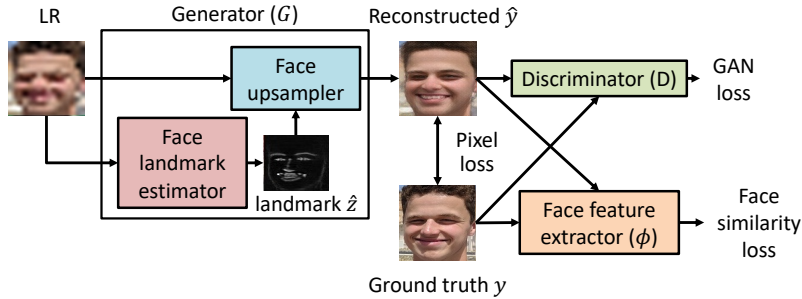 LR
Generator (G)
Reconstructed ŷ
Face
upsampler
Discriminator (D)
GAN
loss
Face
landmark
estimator
landmark ẑ
Pixel
loss
Face feature
extractor (ϕ)
Face
similarity
loss
Ground truth y